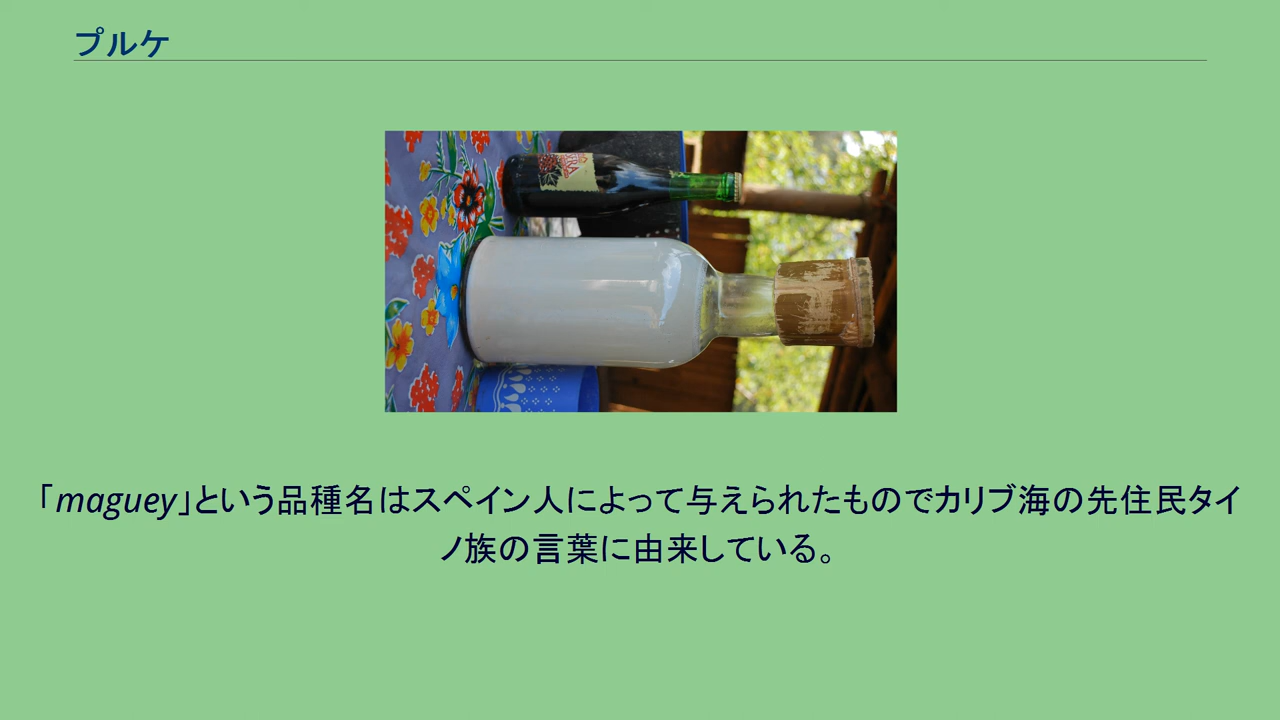 プルケ
「maguey」という品種名はスペイン人によって与えられたものでカリブ海の先住民タイ
ノ族の言葉に由来している。